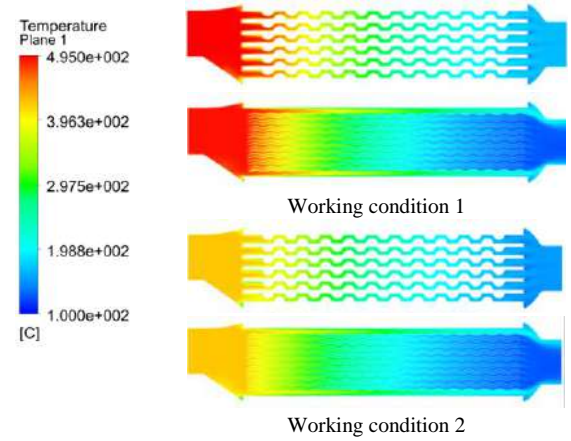 Temperature
Plane 1
4.950e+002
3.963e+002
2.975e+002
1.988e+002
1.000e+002
[C]
Working condition 1
Working condition 2